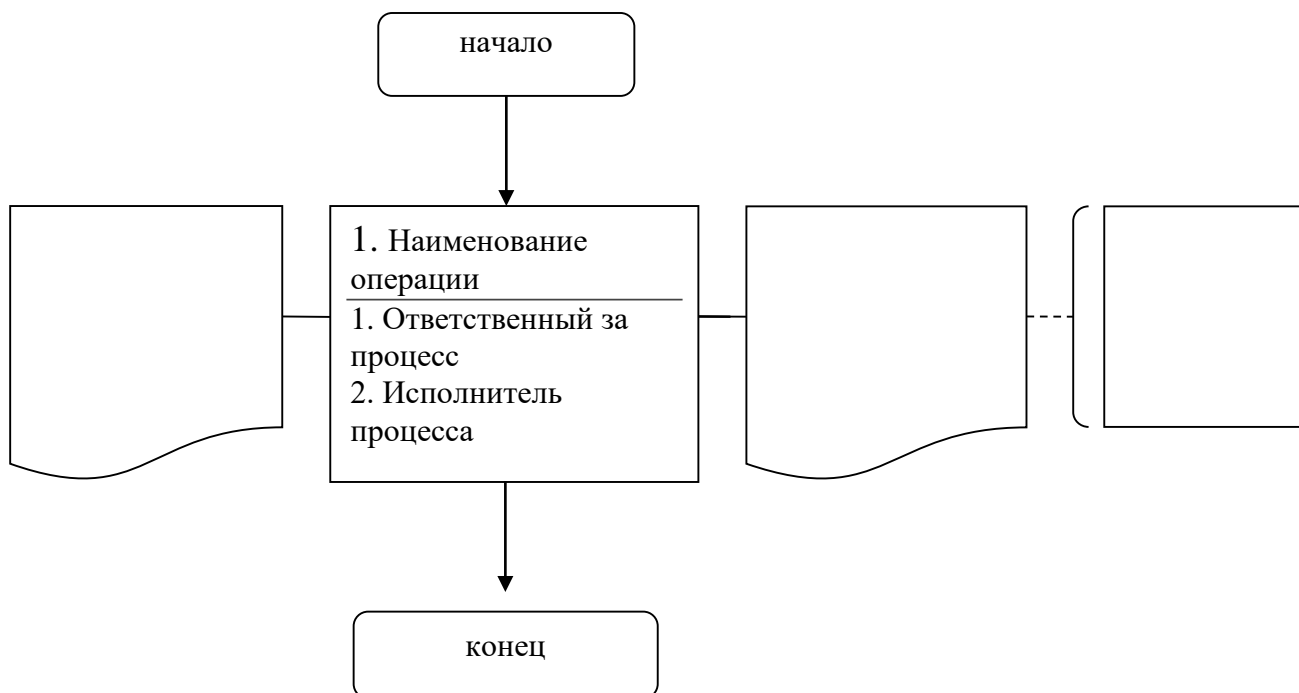 начало
1. Наименование
операции
1. Ответственный за
процесс
2. Исполнитель
процесса
конец